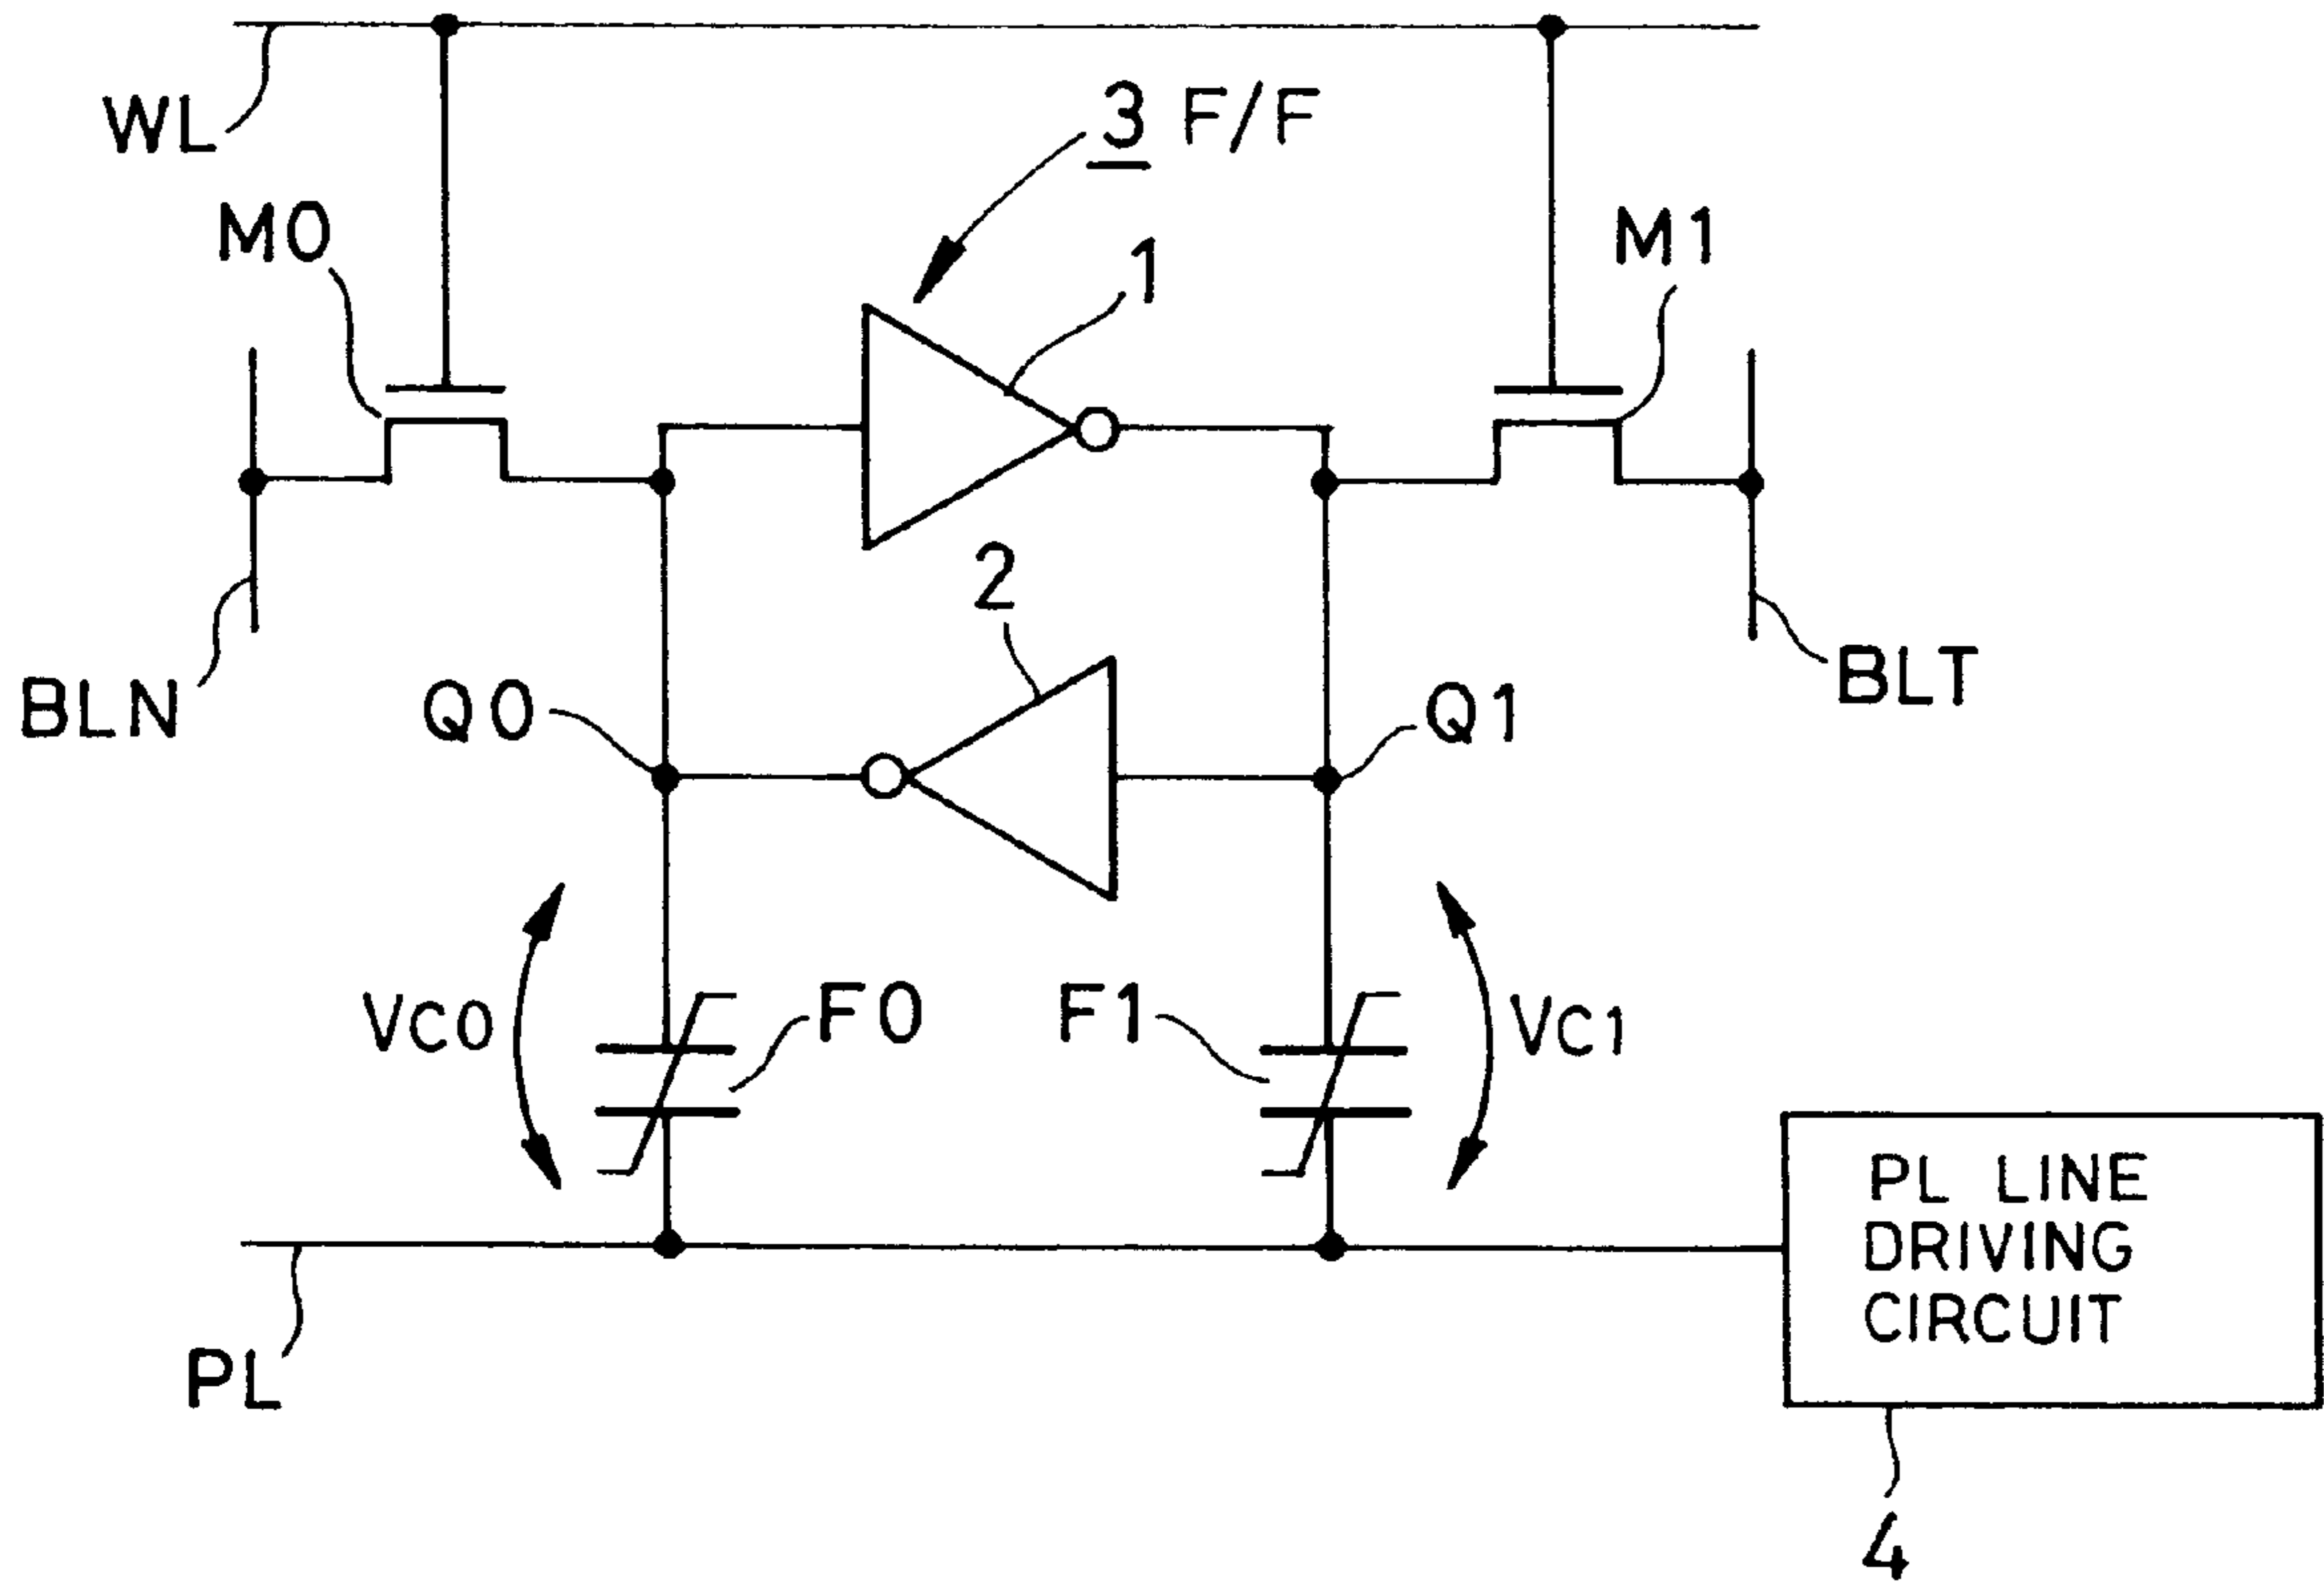 WL
3 F/F
M0
1
M1
2
BLN
Q0
Q1
BLT
VC0
F0
F1
VC1
PL LINE
DRIVING
CIRCUIT
PL
4